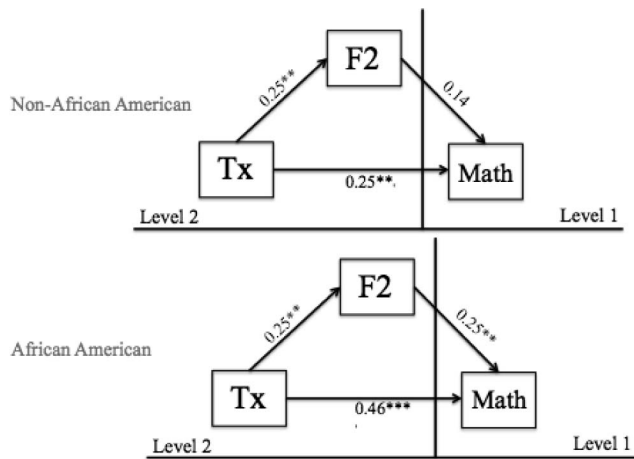 F2
0.25**
0.14
Non-African American
Tx
Math
0.25**
Level 2
Level 1
F2
0.25**
0.25**
African American
Tx
Math
0.46***
Level 2
Level 1